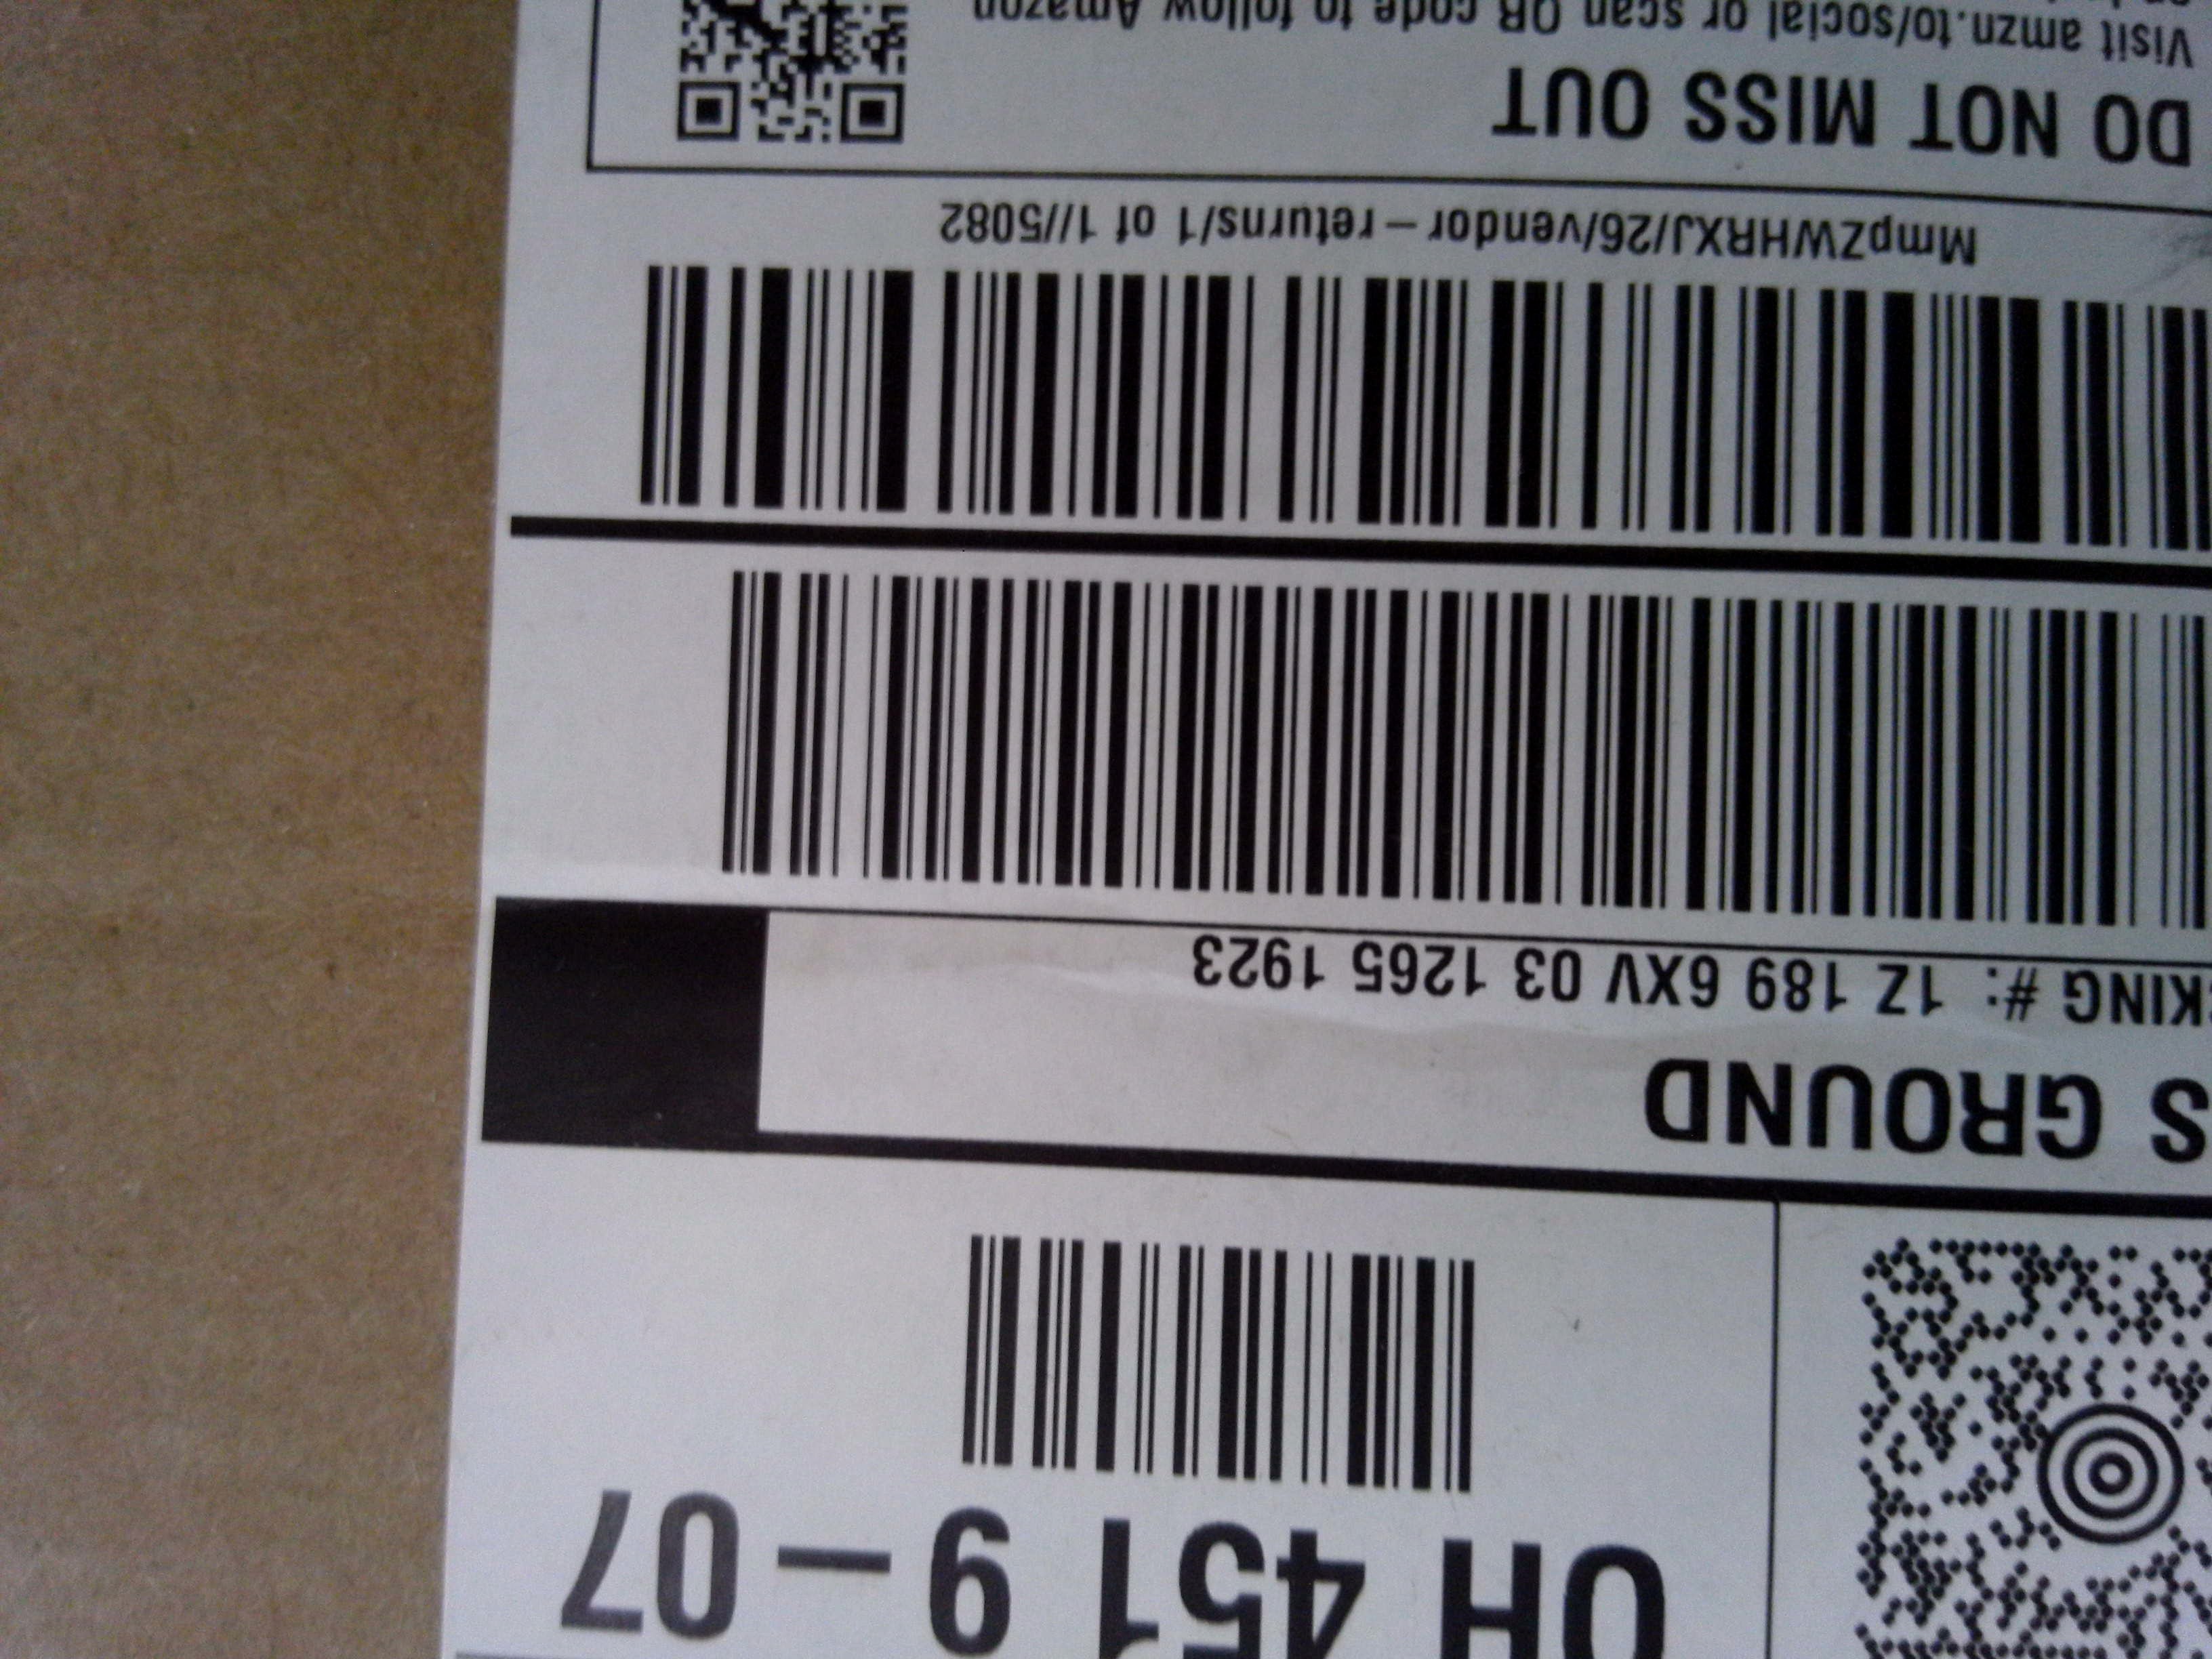 OH 451 9-07
S GROUND
KING #: 1Z 189 6XV 03 1265 1923
MmpZWHRXJ/26/vendor-returns/1 of 1//5082
DO NOT MISS OUT
Visit amzn.to/social or scan QR code to follow Amazon